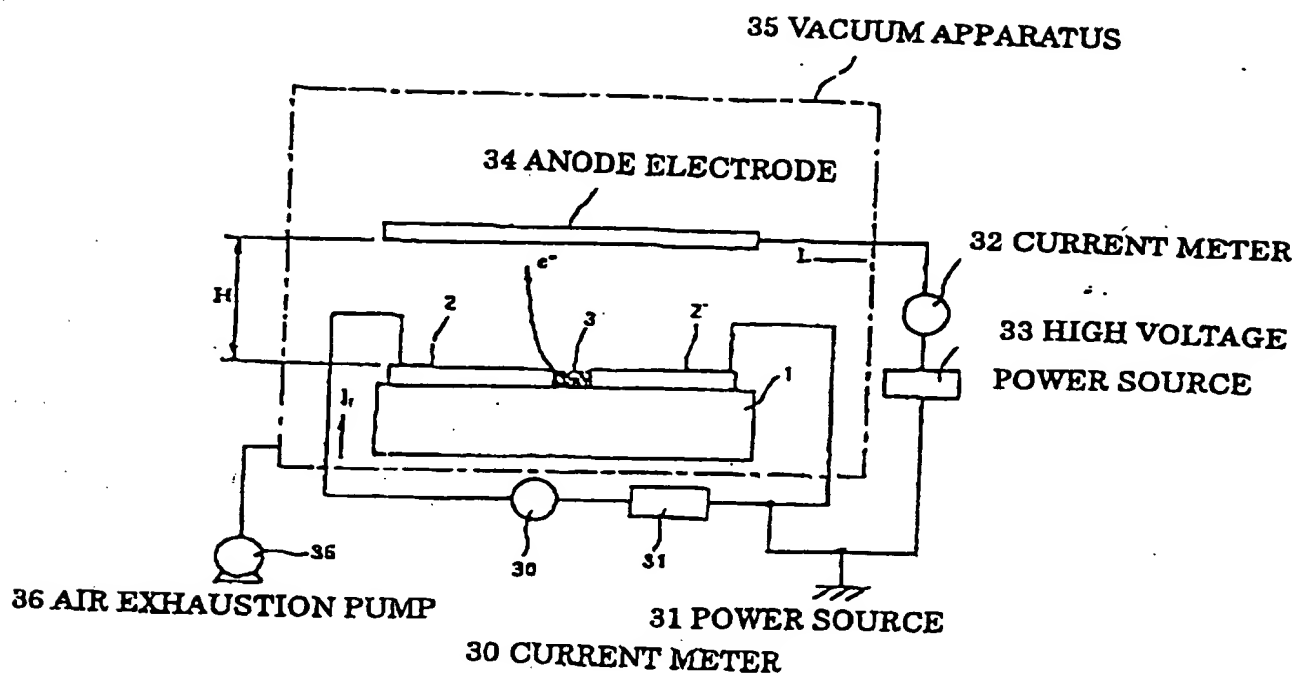 35 VACUUM APPARATUS
34 ANODE ELECTRODE
32 CURRENT METER
e⁻
H
2
3
2⁻
33 HIGH VOLTAGE
POWER SOURCE
1
36
30
31
36 AIR EXHAUSTION PUMP
31 POWER SOURCE
30 CURRENT METER